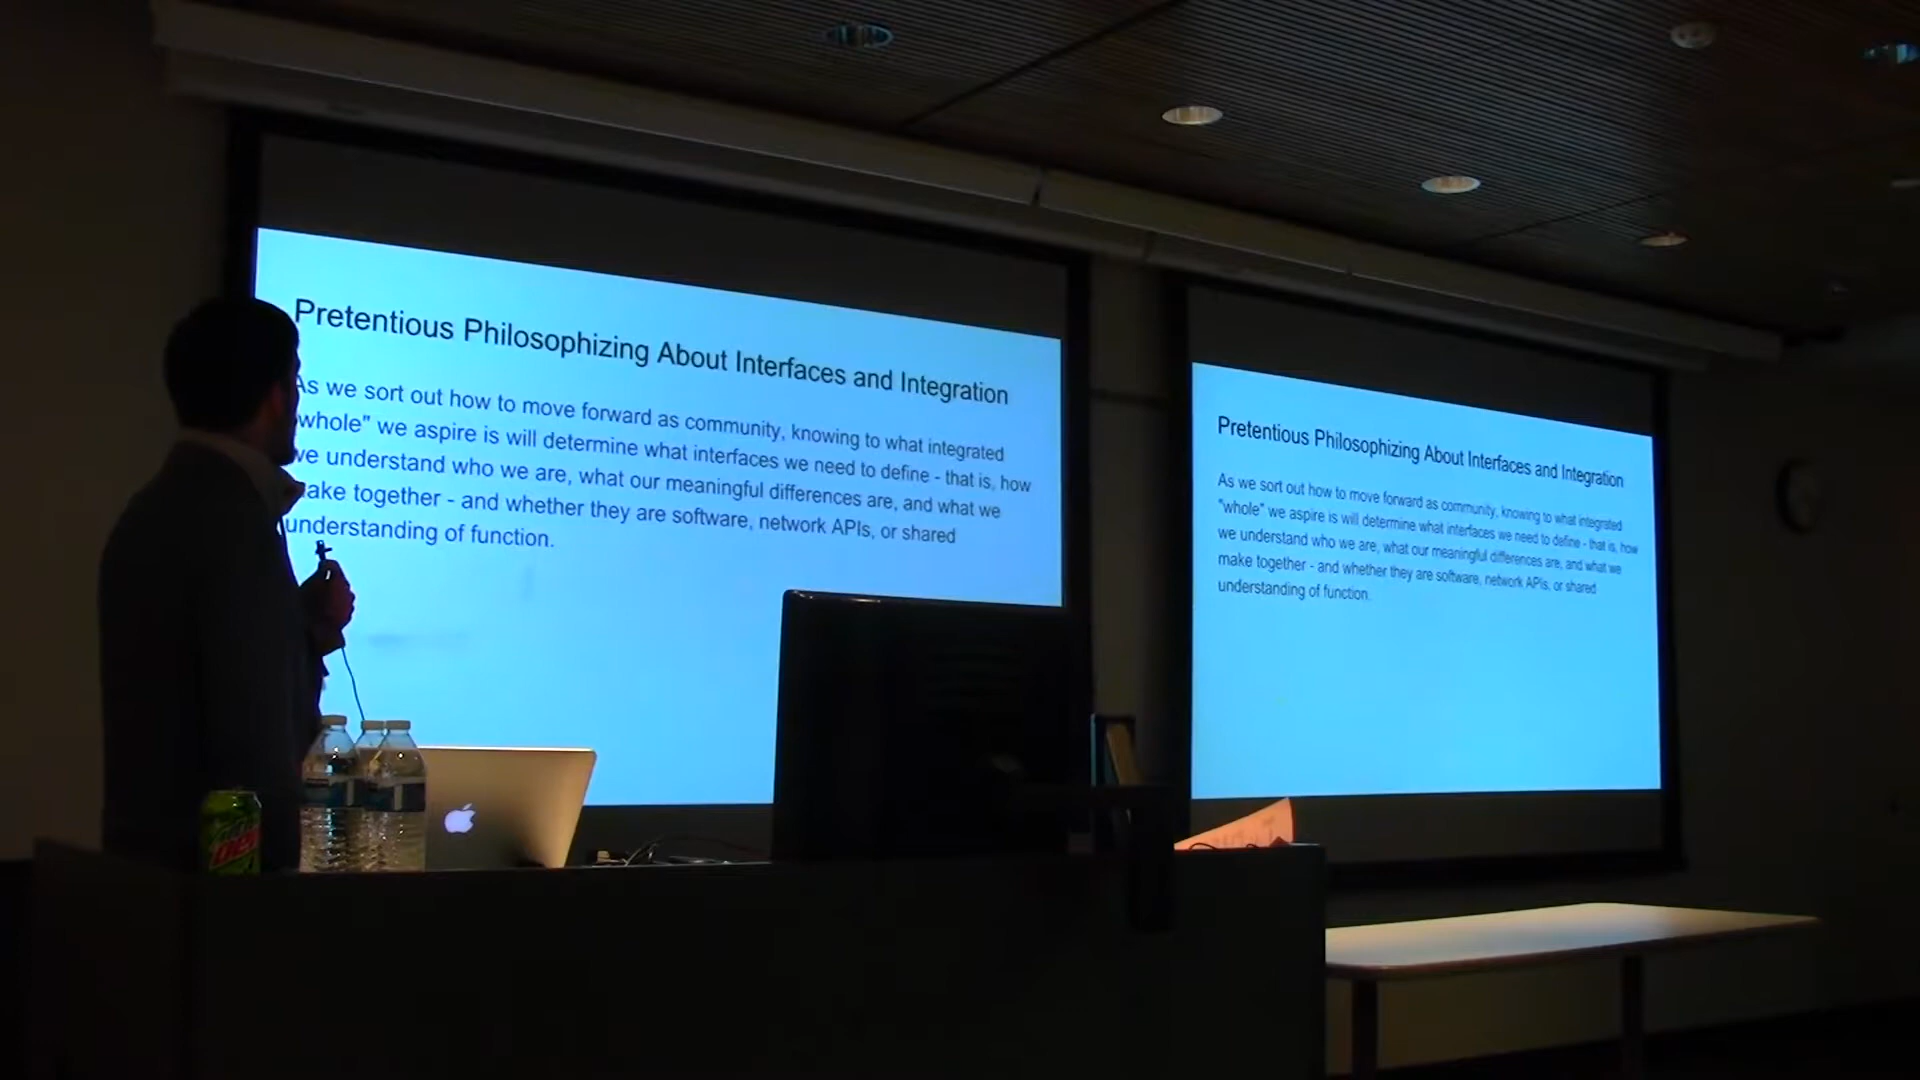 Pretentious Philosophizing About Interfaces and Integration
As we sort out how to move forward as community, knowing to what integrated
whole" we aspire is will determine what interfaces we need to define - that is, how
we understand who we are, what our meaningful differences are, and what we
make together - and whether they are software, network APIs, or shared
understanding of function.
Pretentious Philosophizing About Interfaces and Integration
As we sort out how to move forward as community, knowing to what integrated
"whole" we aspire is will determine what interfaces we need to define - that is, how
we understand who we are, what our meaningful differences are, and what we
make together - and whether they are software, network APIs, or shared
understanding of function.